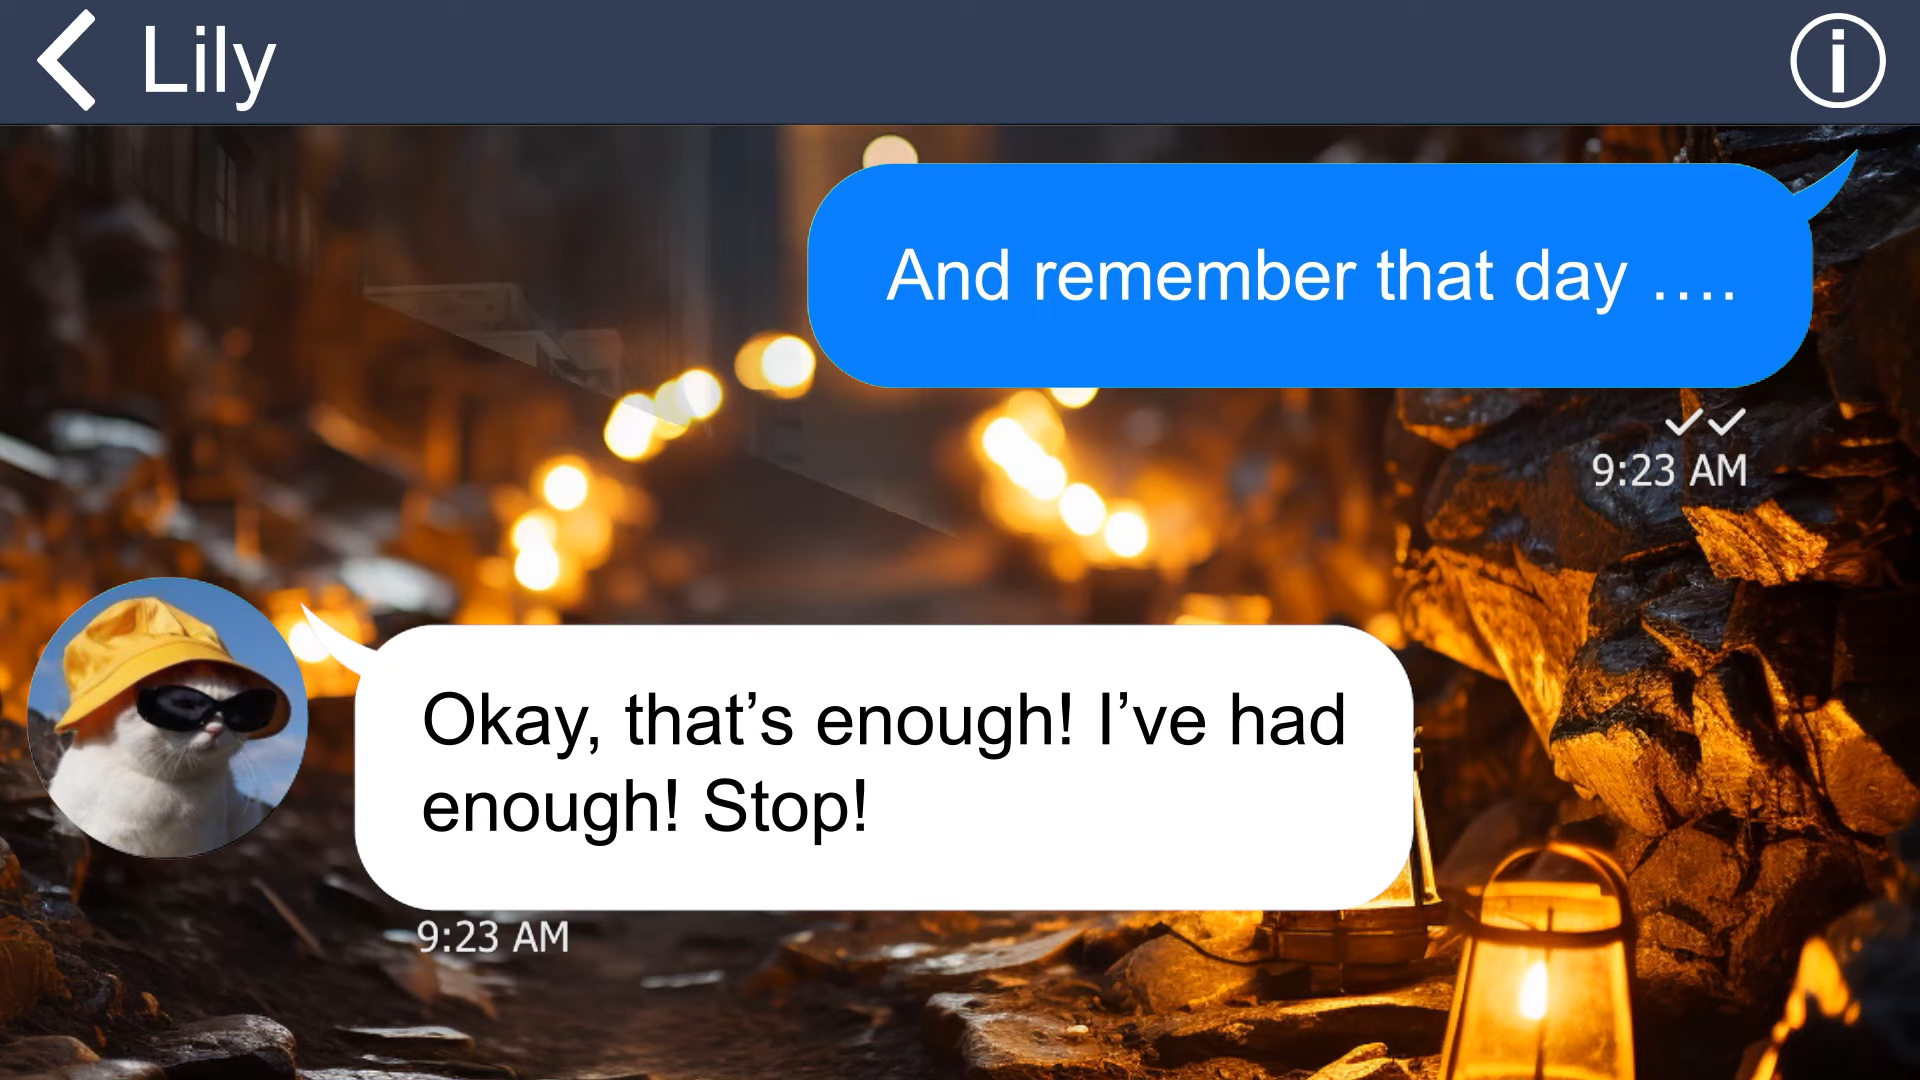 Lily
And remember that day ....
9:23 AM
Okay, that’s enough! I’ve had
enough! Stop!
9:23 AM